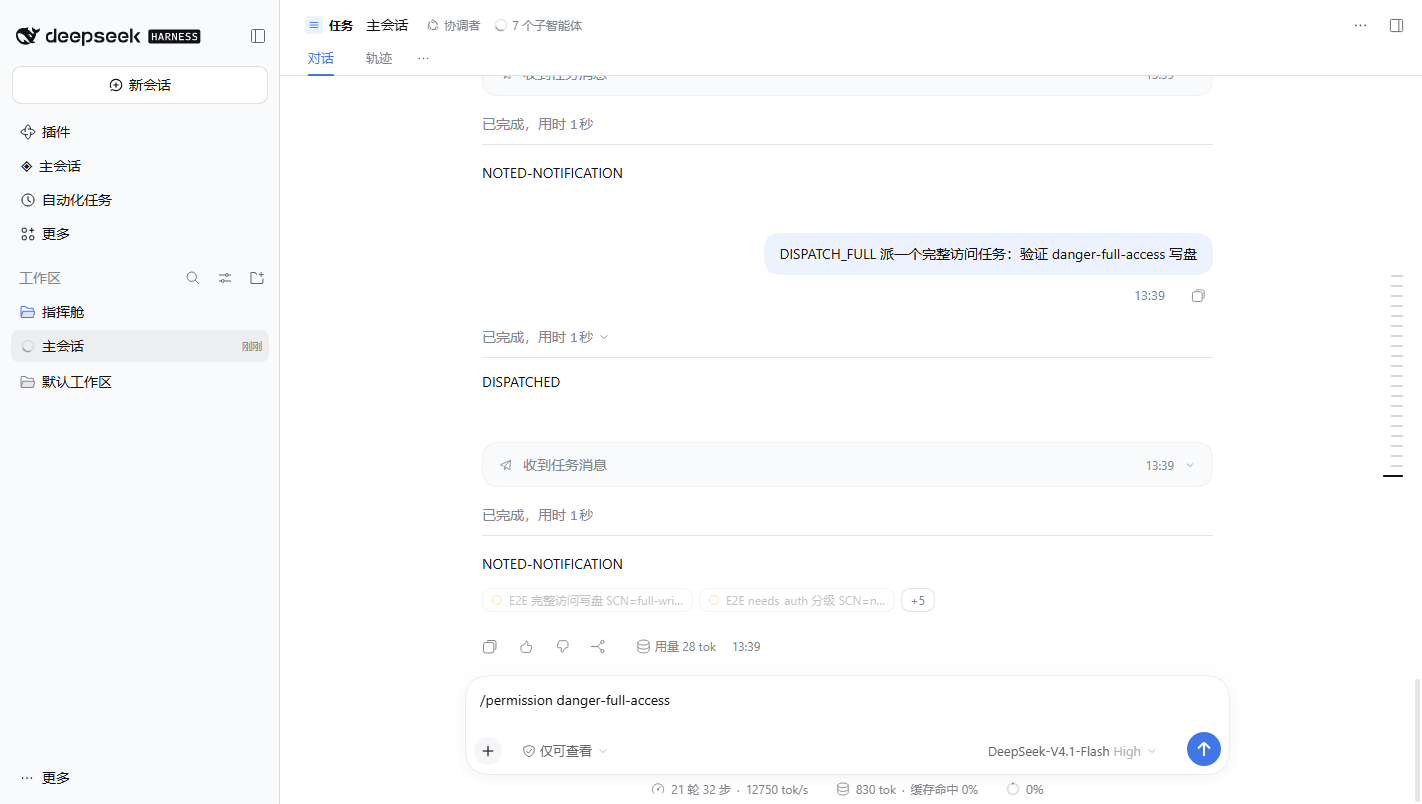 deepseek HARNESS
新会话
插件
主会话
自动化任务
更多
工作区
指挥舱
主会话 刚刚
默认工作区
更多
任务 主会话 协调者 7 个子智能体
对话 轨迹
收到任务消息 13:39
已完成，用时 1 秒
NOTED-NOTIFICATION
DISPATCH_FULL 派一个完整访问任务：验证 danger-full-access 写盘
13:39
已完成，用时 1 秒
DISPATCHED
收到任务消息 13:39
已完成，用时 1 秒
NOTED-NOTIFICATION
E2E 完整访问写盘 SCN=full-wri... E2E needs auth 分级 SCN=n... +5
用量 28 tok 13:39
/permission danger-full-access
仅可查看 DeepSeek-V4.1-Flash High
21 轮 32 步 · 12750 tok/s 830 tok · 缓存命中 0% 0%